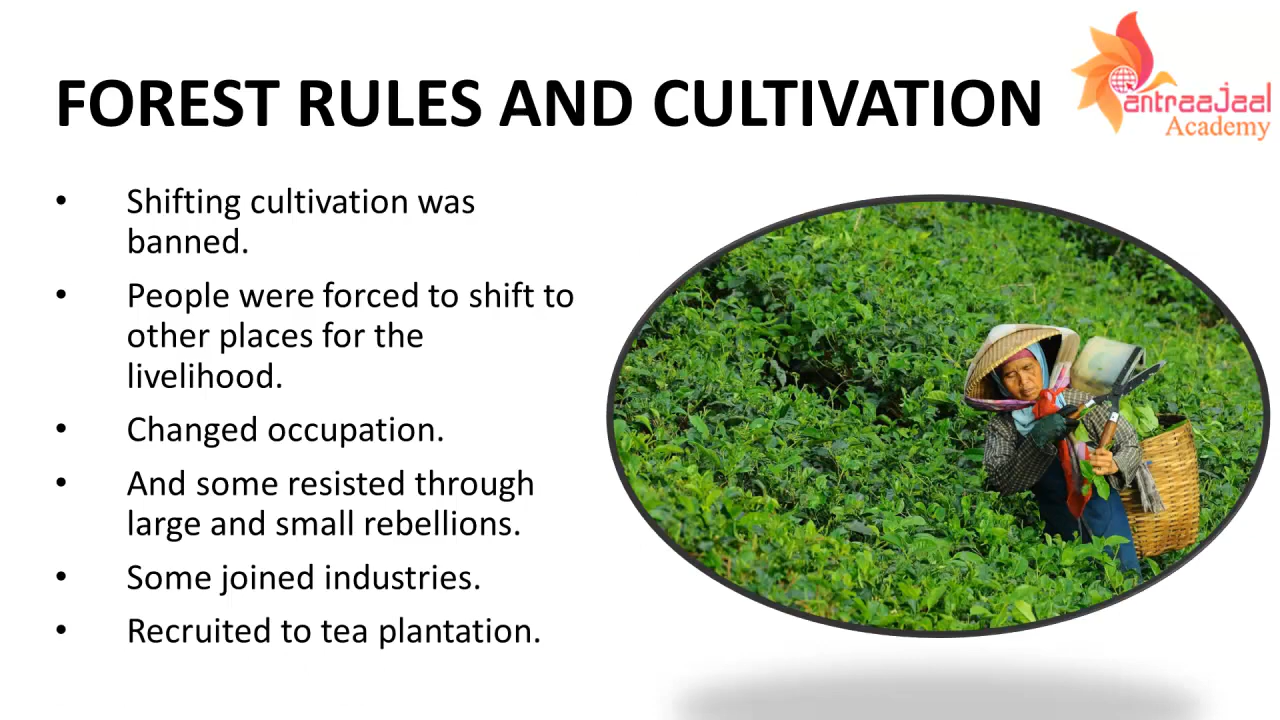 FOREST RULES AND CULTIVATION
antraaJaal
Academy
• Shifting cultivation was
banned.
• People were forced to shift to
other places for the
livelihood.
• Changed occupation.
• And some resisted through
large and small rebellions.
• Some joined industries.
• Recruited to tea plantation.